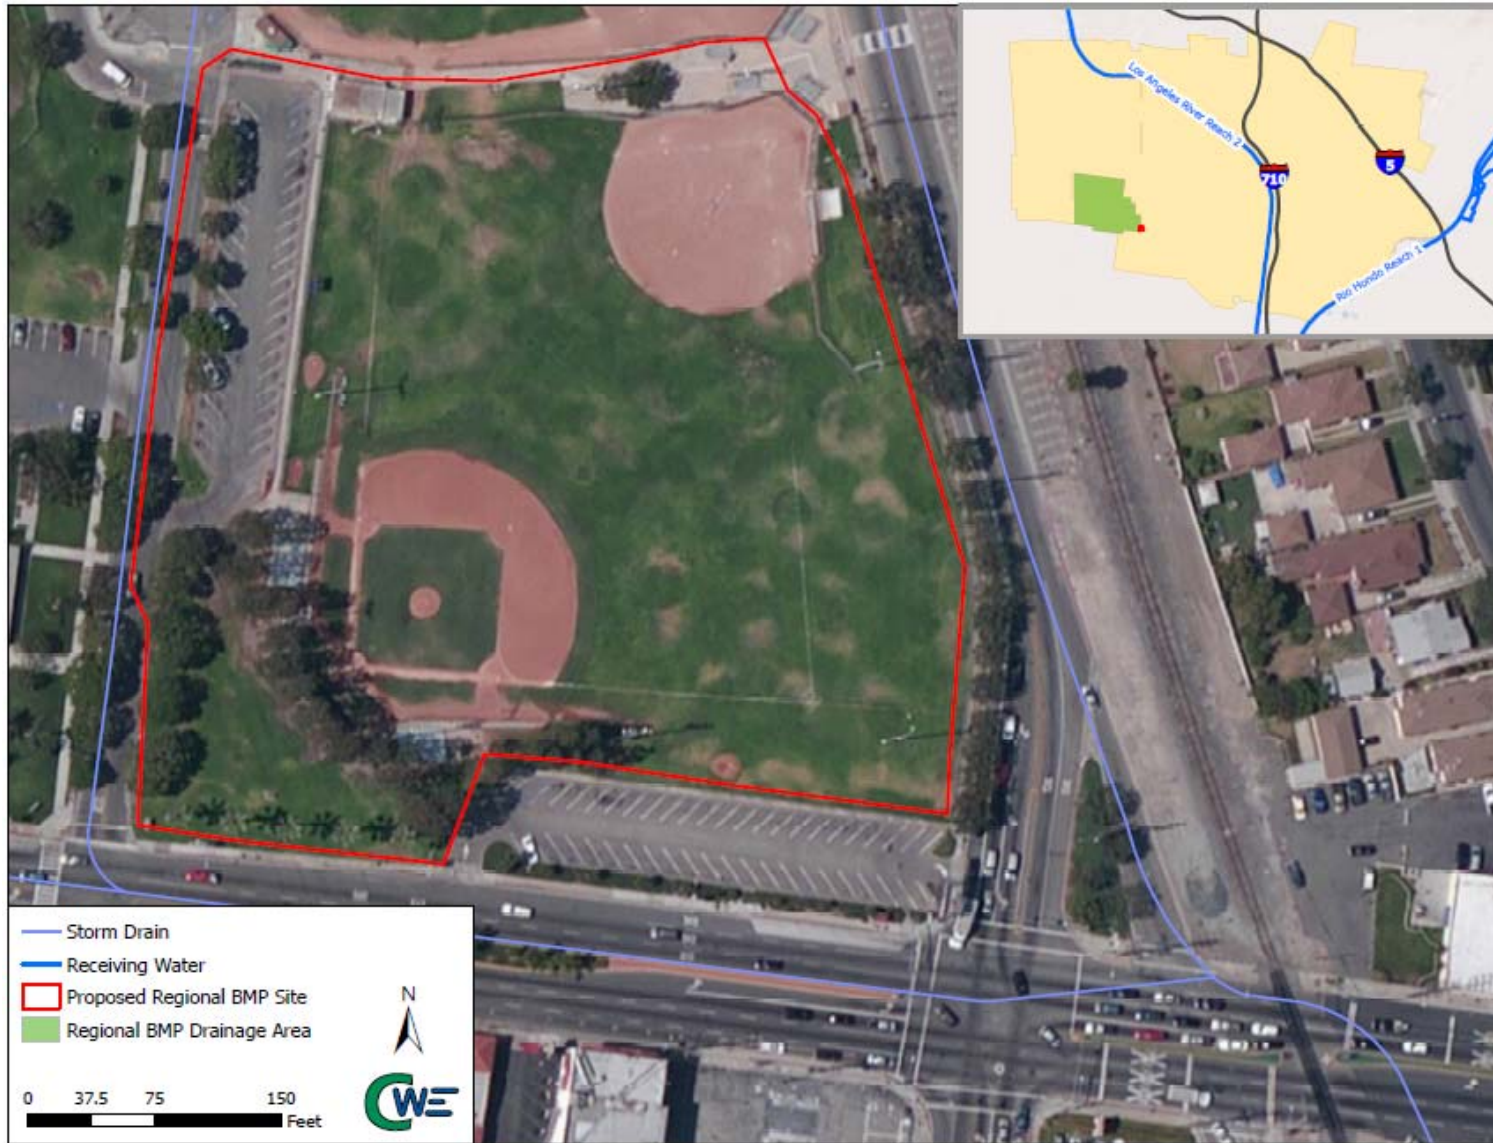 Los Angeles River Reach 2
710
5
Rio Hondo Reach 1
Storm Drain
Receiving Water
Proposed Regional BMP Site
Regional BMP Drainage Area
N
0 37.5 75 150
Feet
CWE